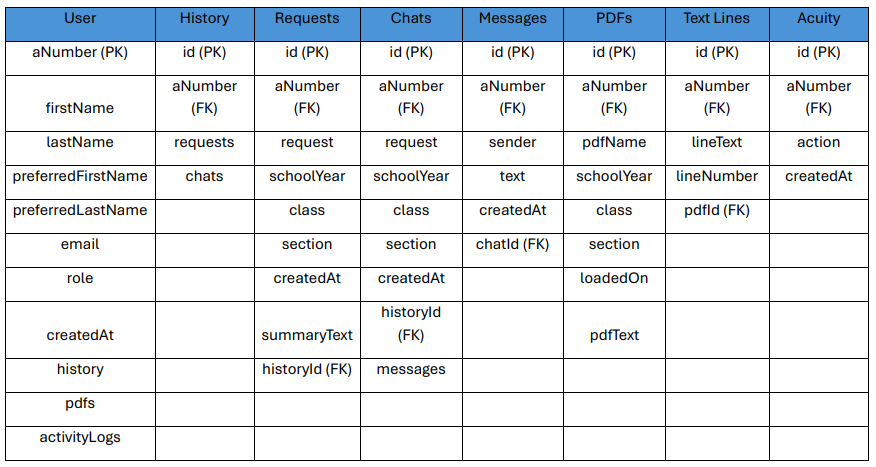 User History Requests Chats Messages PDFs Text Lines Acuity
aNumber (PK) id (PK) id (PK) id (PK) id (PK) id (PK) id (PK) id (PK)
firstName aNumber (FK) aNumber (FK) aNumber (FK) aNumber (FK) aNumber (FK) aNumber (FK) aNumber (FK)
lastName requests request request sender pdfName lineText action
preferredFirstName chats schoolYear schoolYear text schoolYear lineNumber createdAt
preferredLastName class class createdAt class pdfId (FK)
email section section chatId (FK) section
role createdAt createdAt loadedOn
createdAt summaryText historyId (FK) pdfText
history historyId (FK) messages
pdfs
activityLogs